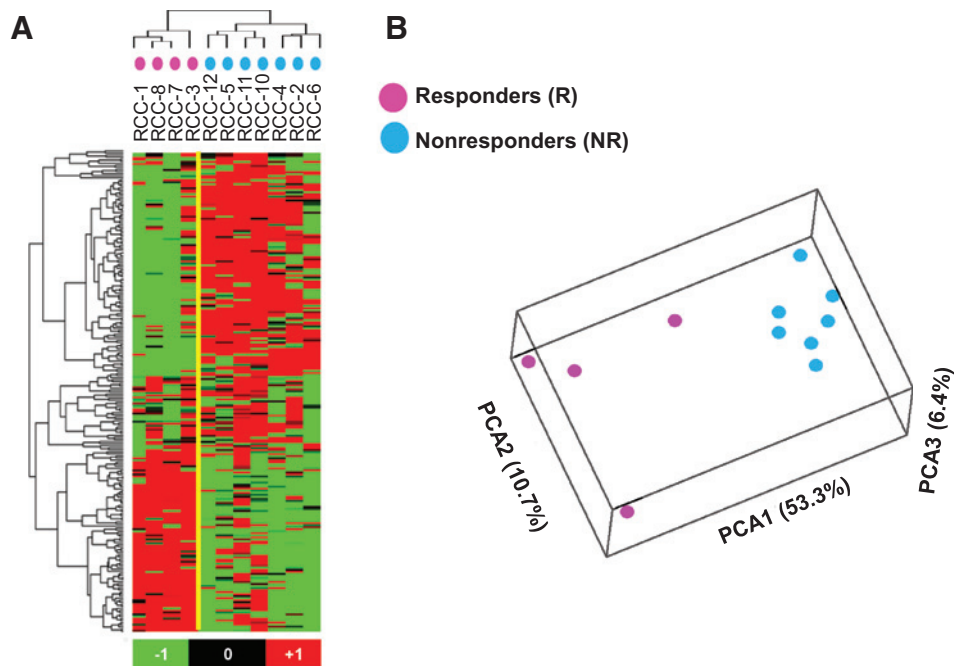 A
RCC-1
RCC-8
RCC-7
RCC-3
RCC-12
RCC-5
RCC-11
RCC-10
RCC-4
RCC-2
RCC-6
-1 0 +1
B
Responders (R)
Nonresponders (NR)
PCA2 (10.7%)
PCA1 (53.3%)
PCA3 (6.4%)